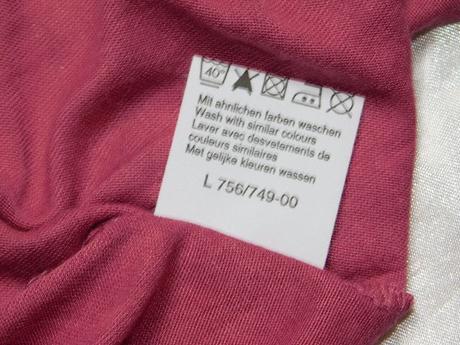 40°
Mit ähnlichen farben waschen
Wash with similar colours
Laver avec desvetements de
couleurs similaires
Met gelijke kleuren wassen
L 756/749-00